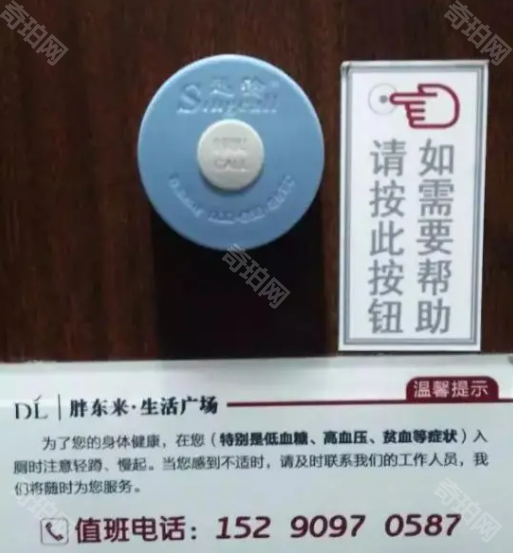 CALL
如需要帮助
请按此按钮
DL 胖东来·生活广场
温馨提示
为了您的身体健康，在您（特别是低血糖、高血压、贫血等症状）入
厕时注意轻蹲、慢起。当您感到不适时，请及时联系我们的工作人员，我
们将随时为您服务。
值班电话：152 9097 0587
奇珀网
奇珀网
奇珀网
奇珀网
奇珀网